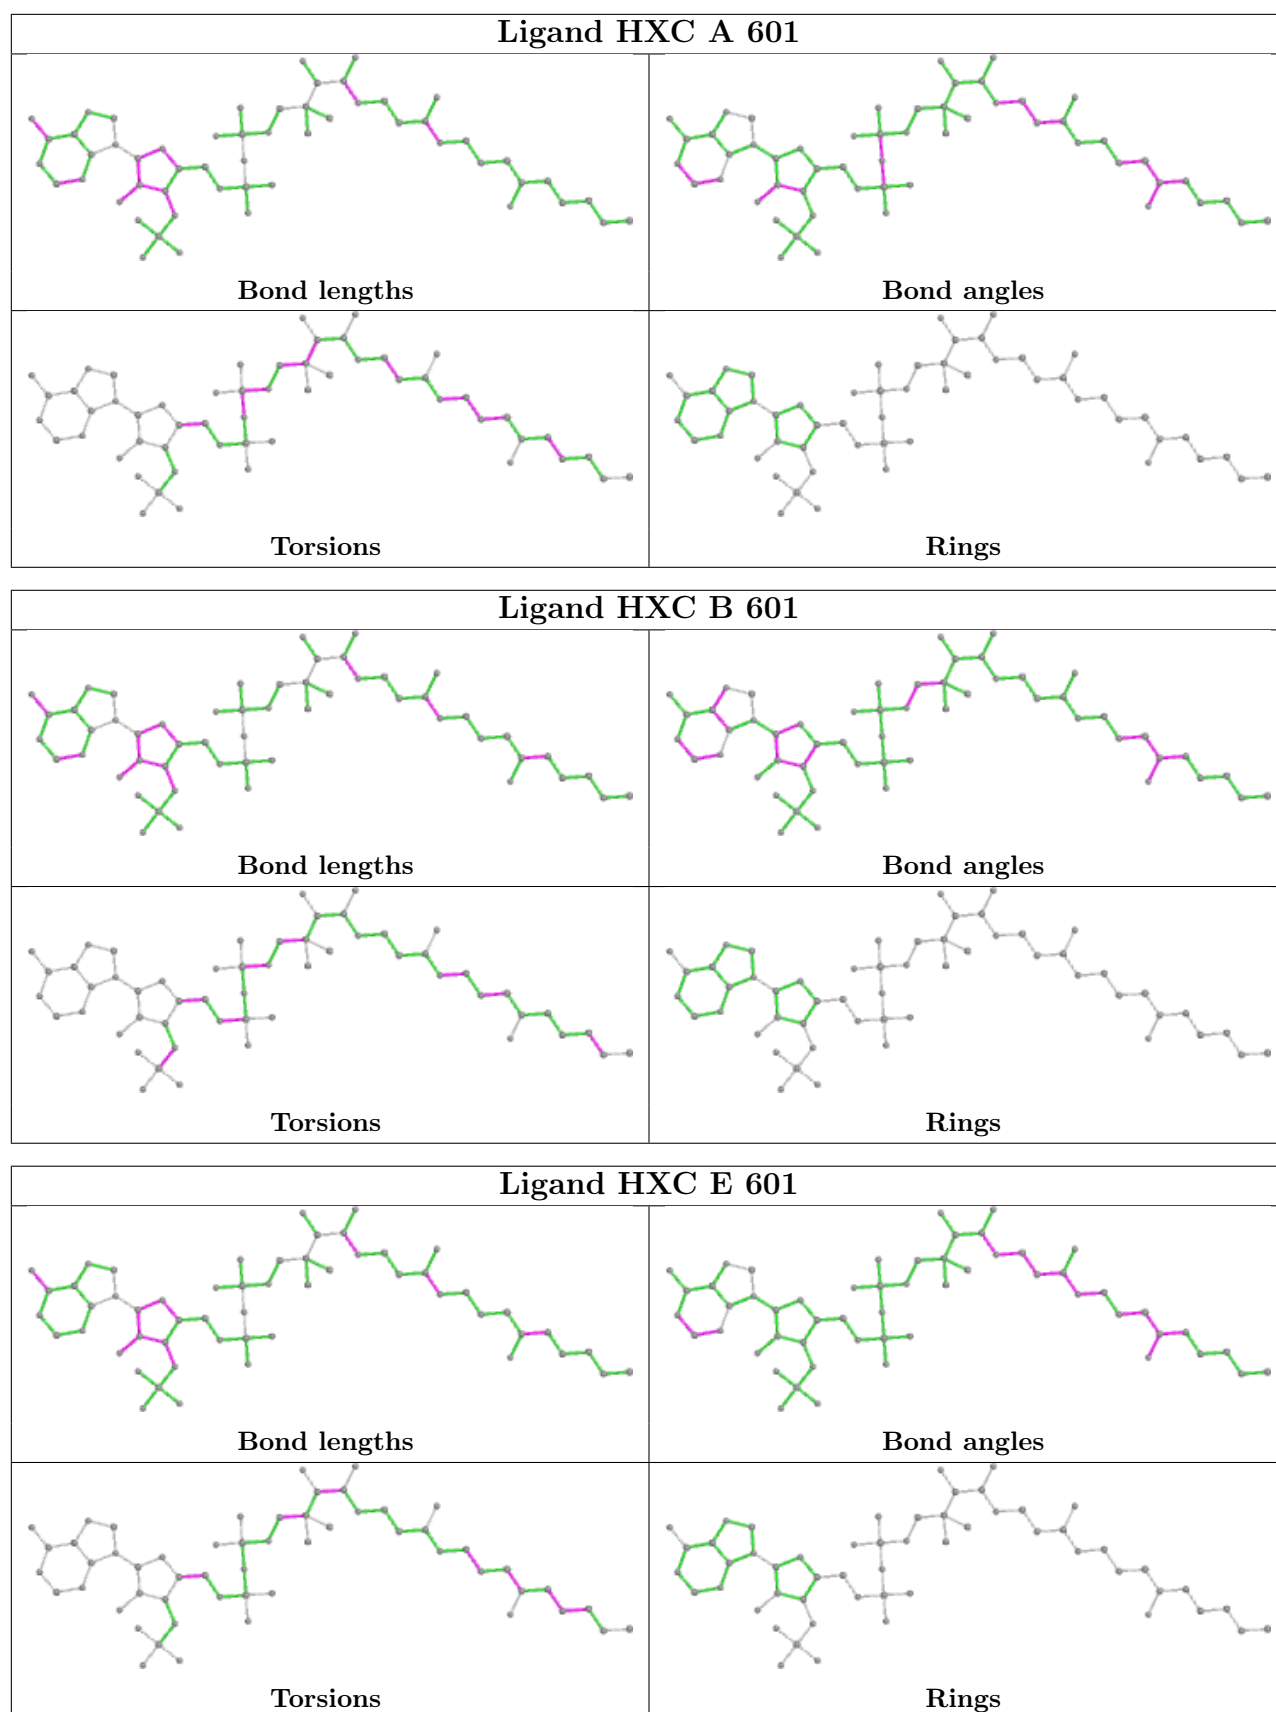 Ligand HXC A 601
Bond lengths
Bond angles
Torsions
Rings
Ligand HXC B 601
Bond lengths
Bond angles
Torsions
Rings
Ligand HXC E 601
Bond lengths
Bond angles
Torsions
Rings